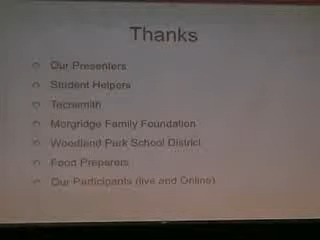 Thanks
Our Presenters
Student Helpers
Techsmith
Morgridge Family Foundation
Woodland Park School District
Food Preparers
Our Participants (live and Online)